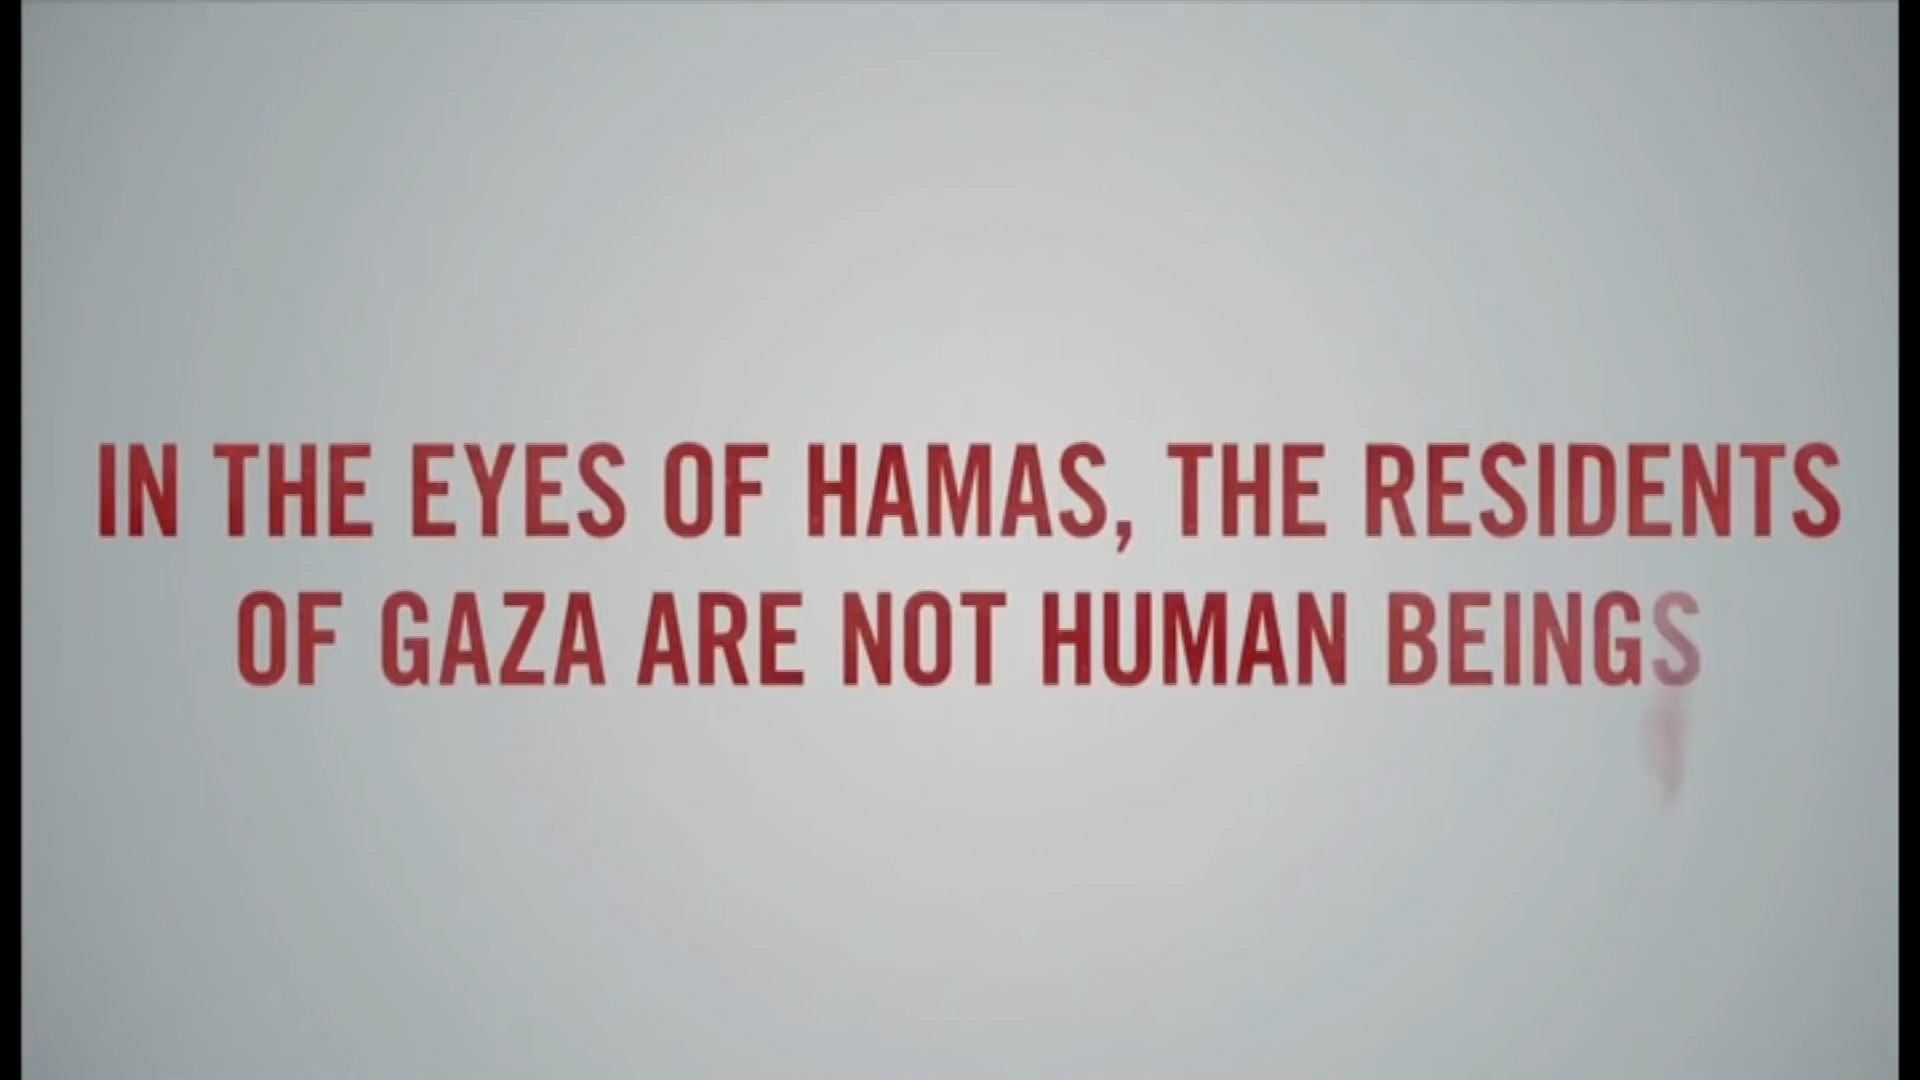 IN THE EYES OF HAMAS, THE RESIDENTS
OF GAZA ARE NOT HUMAN BEINGS